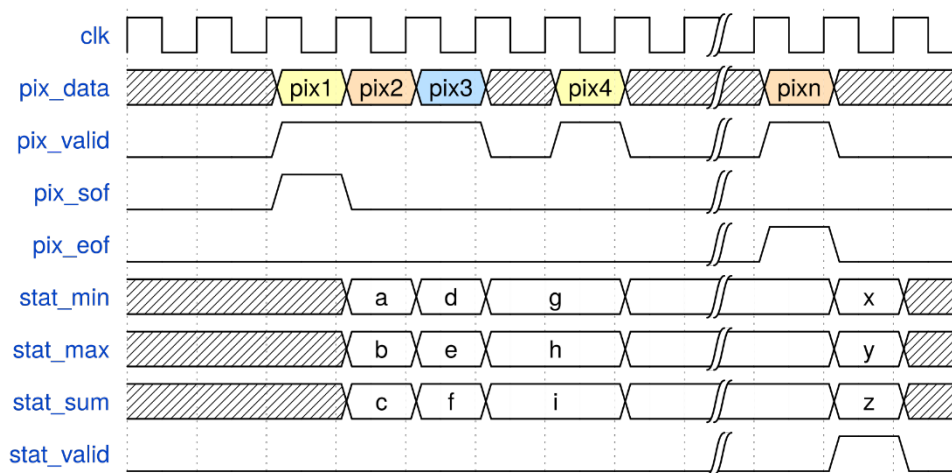 clk
pix_data pix1 pix2 pix3 pix4 pixn
pix_valid
pix_sof
pix_eof
stat_min a d g x
stat_max b e h y
stat_sum c f i z
stat_valid